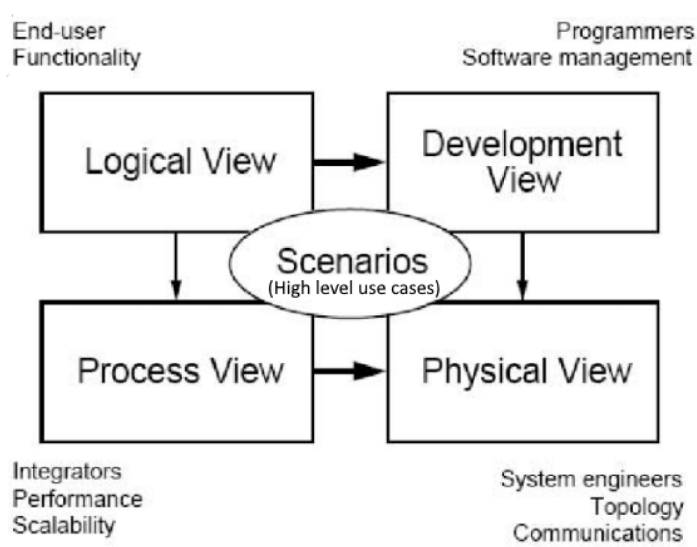 End-user
Functionality
Programmers
Software management
Logical View
Development
View
Scenarios
(High level use cases)
Process View
Physical View
Integrators
Performance
Scalability
System engineers
Topology
Communications